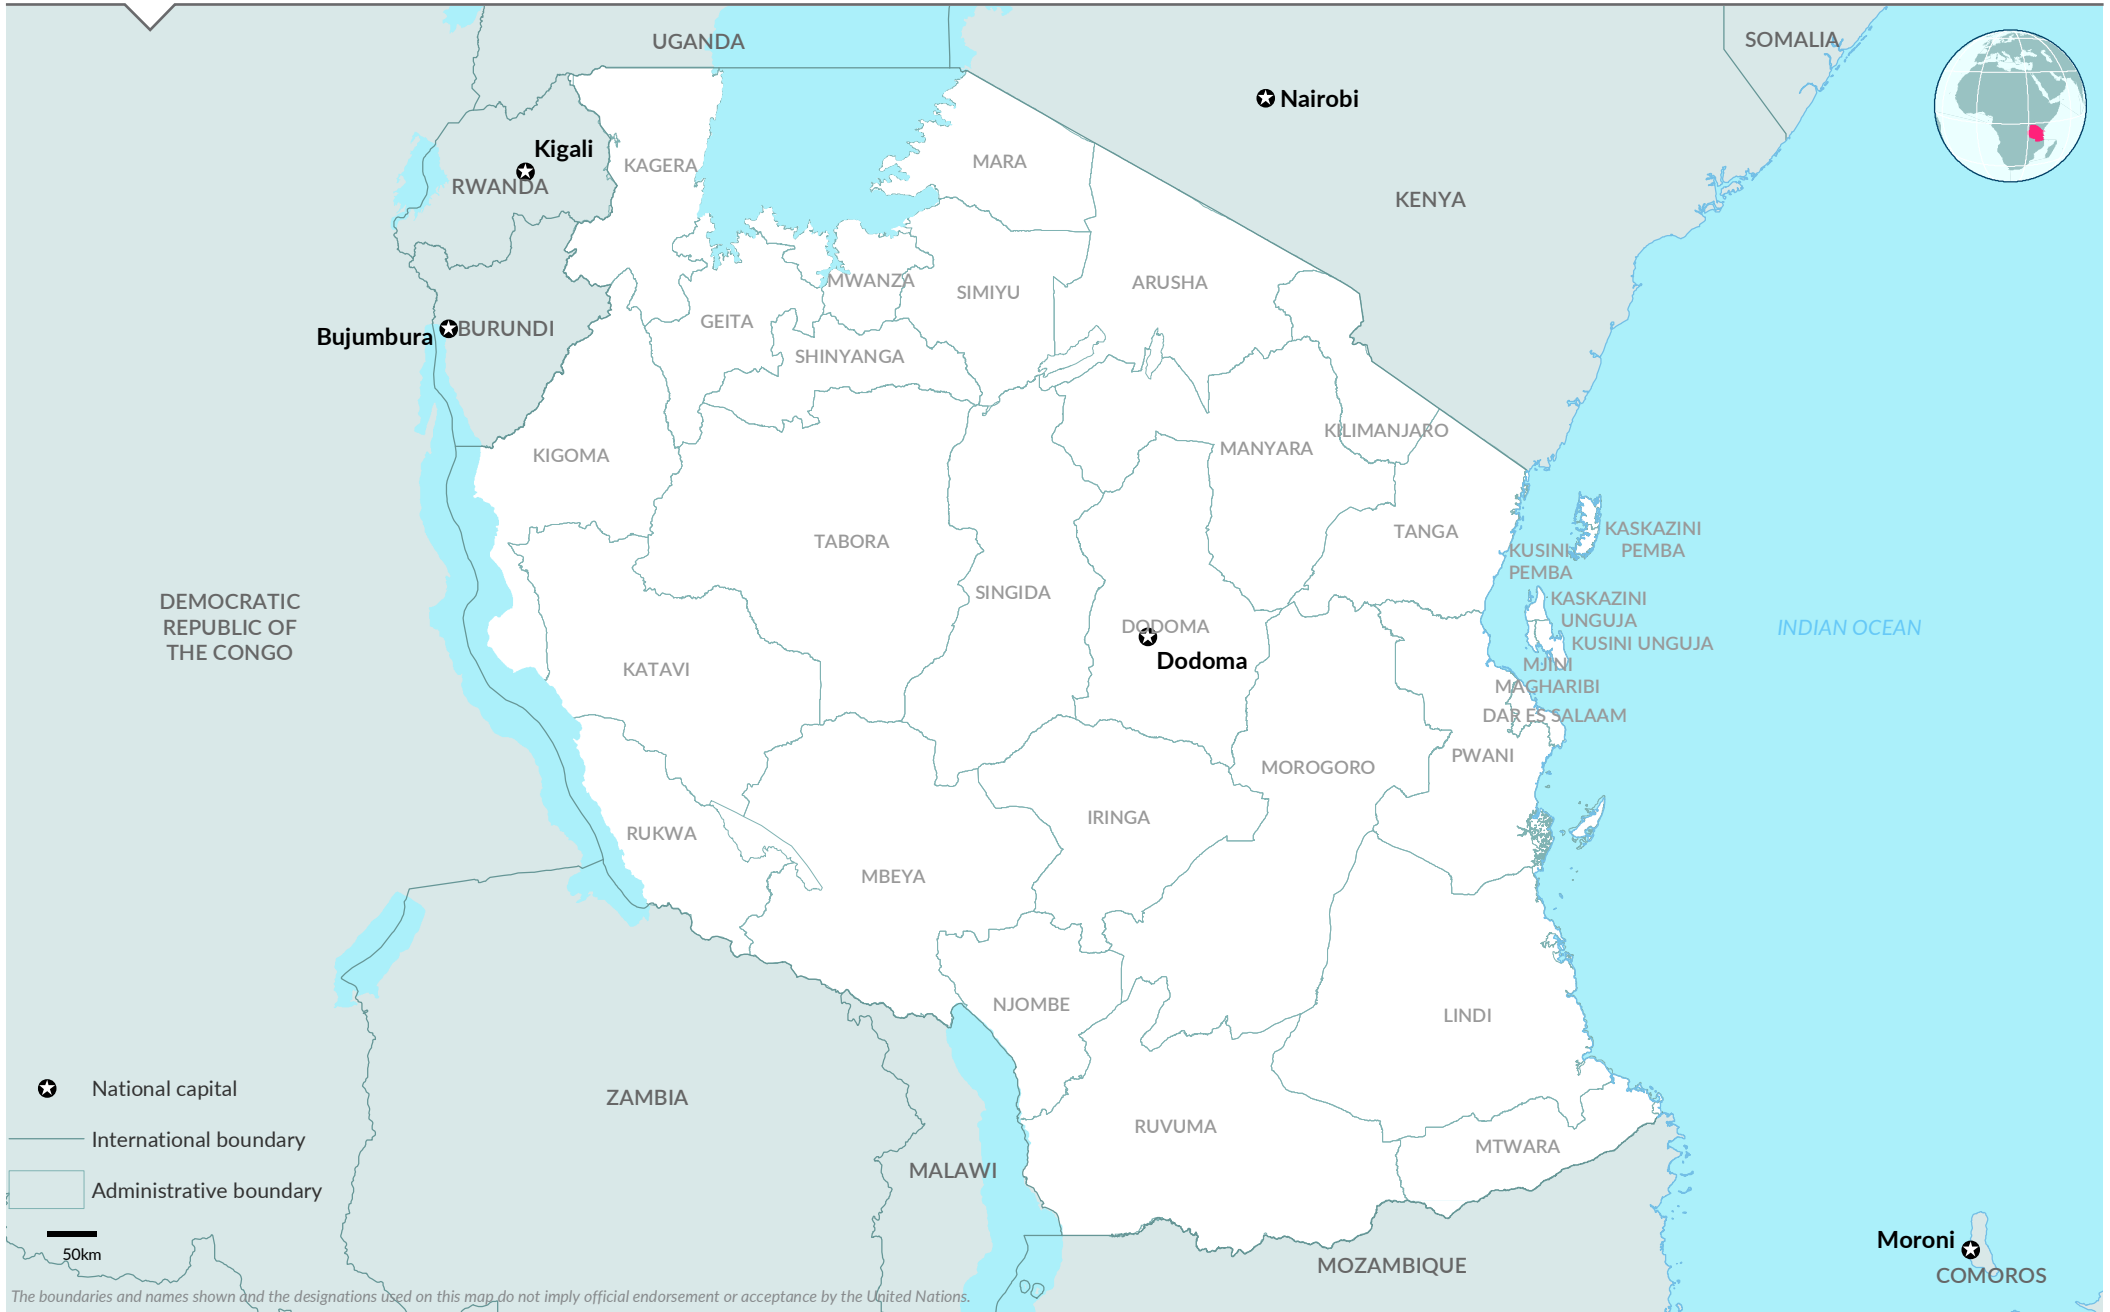 UGANDA
SOMALIA
Nairobi
Kigali
RWANDA
KAGERA
MARA
KENYA
MWANZA
SIMIYU
ARUSHA
GEITA
Bujumbura
BURUNDI
SHINYANGA
KIGOMA
MANYARA
KILIMANJARO
TABORA
TANGA
KASKAZINI
PEMBA
KUSINI
PEMBA
SINGIDA
KASKAZINI
UNGUJA
DEMOCRATIC
REPUBLIC OF
THE CONGO
DODOMA
Dodoma
INDIAN OCEAN
KUSINI UNGUJA
KATAVI
MJINI
MAGHARIBI
DAR ES SALAAM
PWANI
MOROGORO
IRINGA
RUKWA
MBEYA
NJOMBE
LINDI
ZAMBIA
RUVUMA
MTWARA
MALAWI
National capital
International boundary
Administrative boundary
50km
Moroni
COMOROS
MOZAMBIQUE
The boundaries and names shown and the designations used on this map do not imply official endorsement or acceptance by the United Nations.